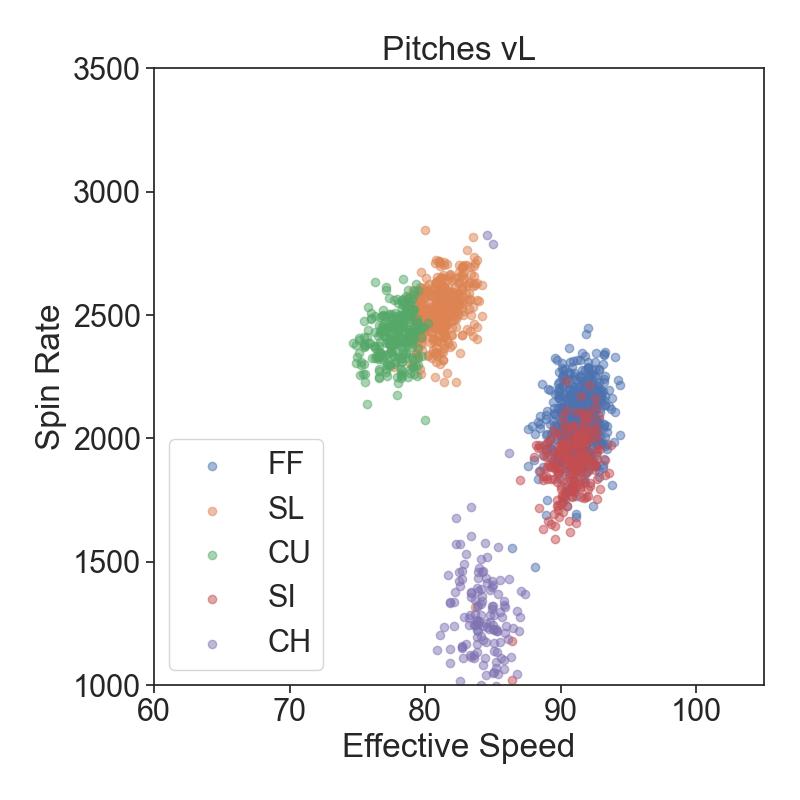 Pitches vL
3500
3000
2500
2000
1500
1000
Spin Rate
FF
SL
CU
SI
CH
60 70 80 90 100
Effective Speed